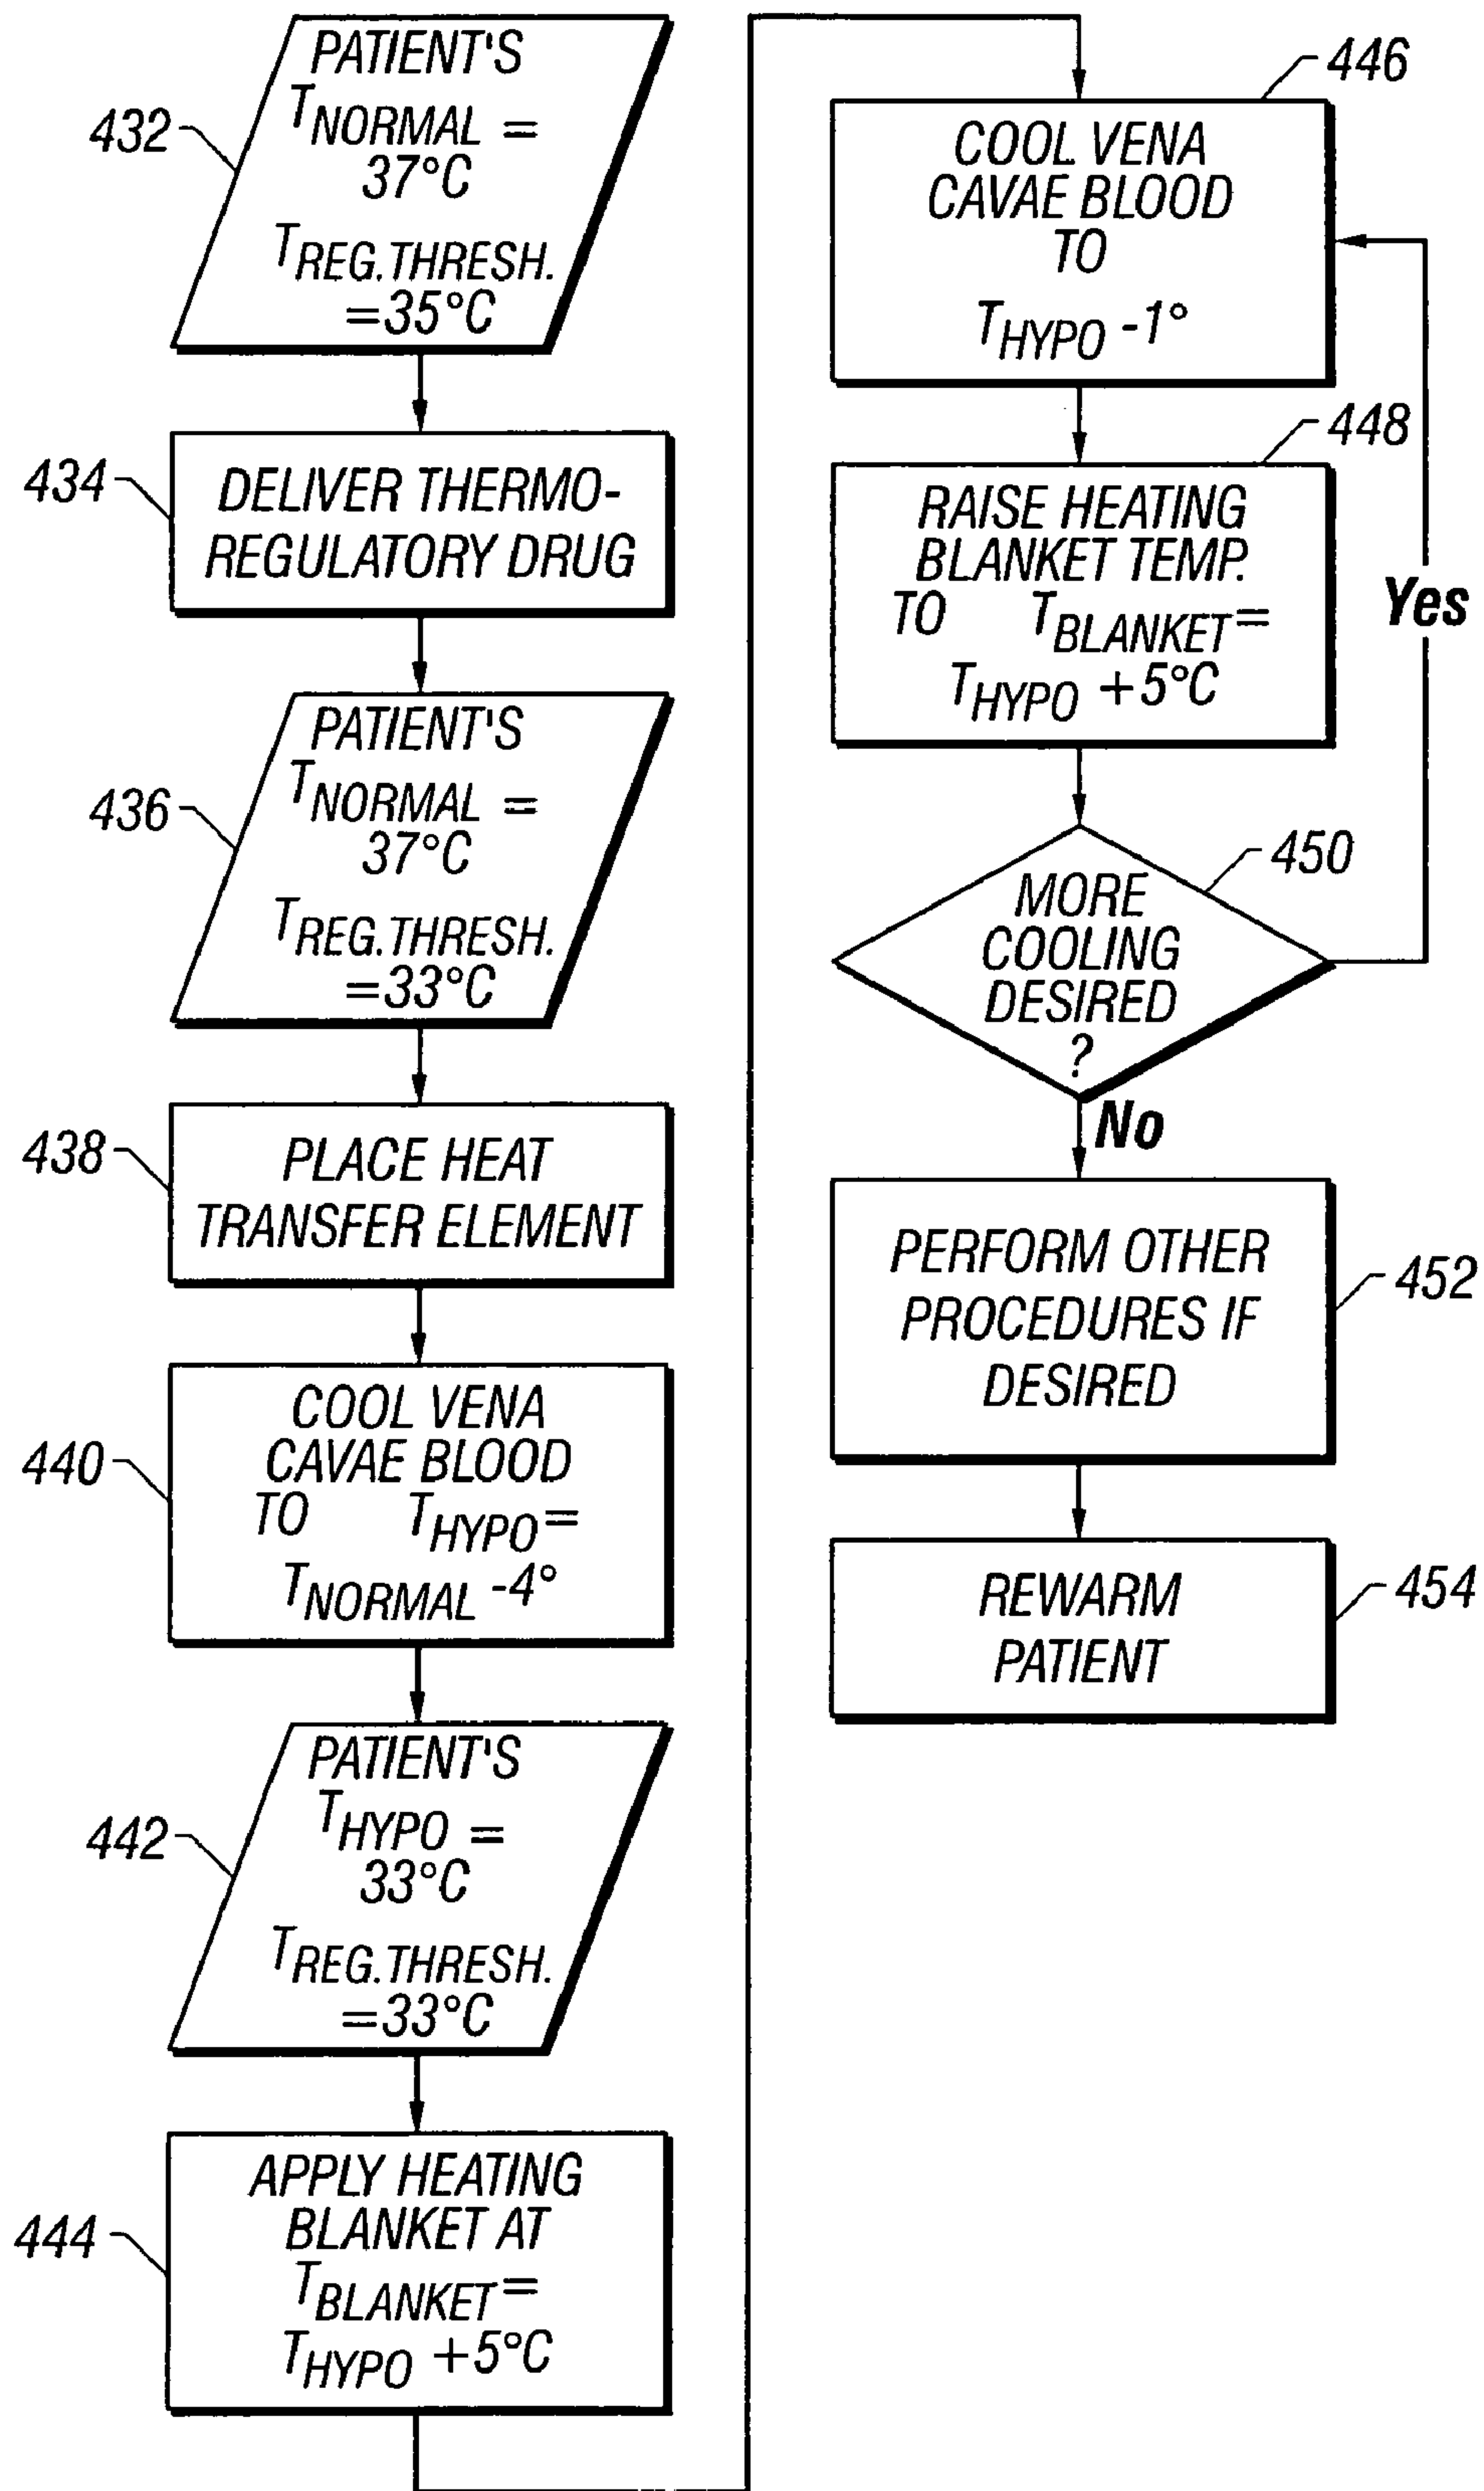 432
PATIENT'S
TNORMAL =
37°C
TREG.THRESH.
=35°C
434
DELIVER THERMO-
REGULATORY DRUG
436
PATIENT'S
TNORMAL =
37°C
TREG.THRESH.
=33°C
438
PLACE HEAT
TRANSFER ELEMENT
440
COOL VENA
CAVAE BLOOD
TO THYPO=
TNORMAL -4°
442
PATIENT'S
THYPO =
33°C
TREG.THRESH.
=33°C
444
APPLY HEATING
BLANKET AT
TBLANKET=
THYPO +5°C
446
COOL VENA
CAVAE BLOOD
TO
THYPO -1°
448
RAISE HEATING
BLANKET TEMP.
TO TBLANKET=
THYPO +5°C
Yes
450
MORE
COOLING
DESIRED
?
No
452
PERFORM OTHER
PROCEDURES IF
DESIRED
454
REWARM
PATIENT